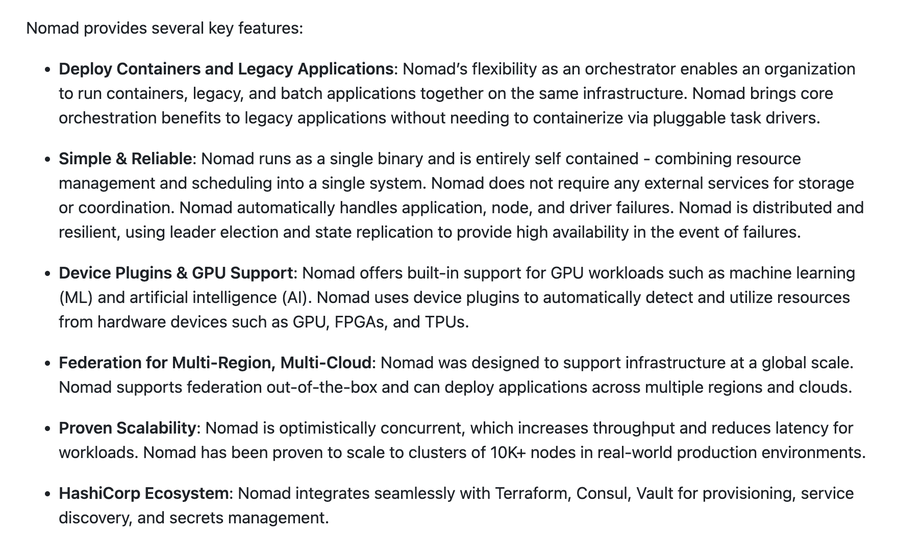 Nomad provides several key features:
• Deploy Containers and Legacy Applications: Nomad’s flexibility as an orchestrator enables an organization
to run containers, legacy, and batch applications together on the same infrastructure. Nomad brings core
orchestration benefits to legacy applications without needing to containerize via pluggable task drivers.
• Simple & Reliable: Nomad runs as a single binary and is entirely self contained - combining resource
management and scheduling into a single system. Nomad does not require any external services for storage
or coordination. Nomad automatically handles application, node, and driver failures. Nomad is distributed and
resilient, using leader election and state replication to provide high availability in the event of failures.
• Device Plugins & GPU Support: Nomad offers built-in support for GPU workloads such as machine learning
(ML) and artificial intelligence (AI). Nomad uses device plugins to automatically detect and utilize resources
from hardware devices such as GPU, FPGAs, and TPUs.
• Federation for Multi-Region, Multi-Cloud: Nomad was designed to support infrastructure at a global scale.
Nomad supports federation out-of-the-box and can deploy applications across multiple regions and clouds.
• Proven Scalability: Nomad is optimistically concurrent, which increases throughput and reduces latency for
workloads. Nomad has been proven to scale to clusters of 10K+ nodes in real-world production environments.
• HashiCorp Ecosystem: Nomad integrates seamlessly with Terraform, Consul, Vault for provisioning, service
discovery, and secrets management.